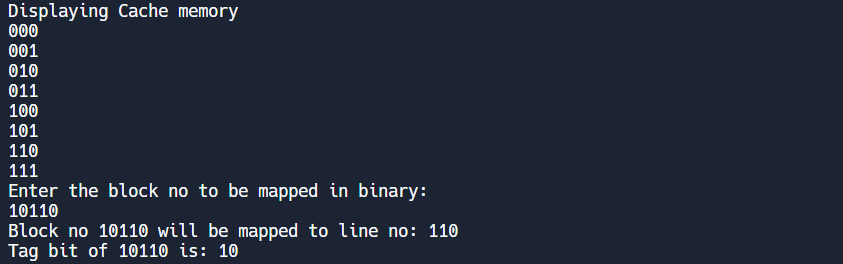 Displaying Cache memory
000
001
010
011
100
101
110
111
Enter the block no to be mapped in binary:
10110
Block no 10110 will be mapped to line no: 110
Tag bit of 10110 is: 10